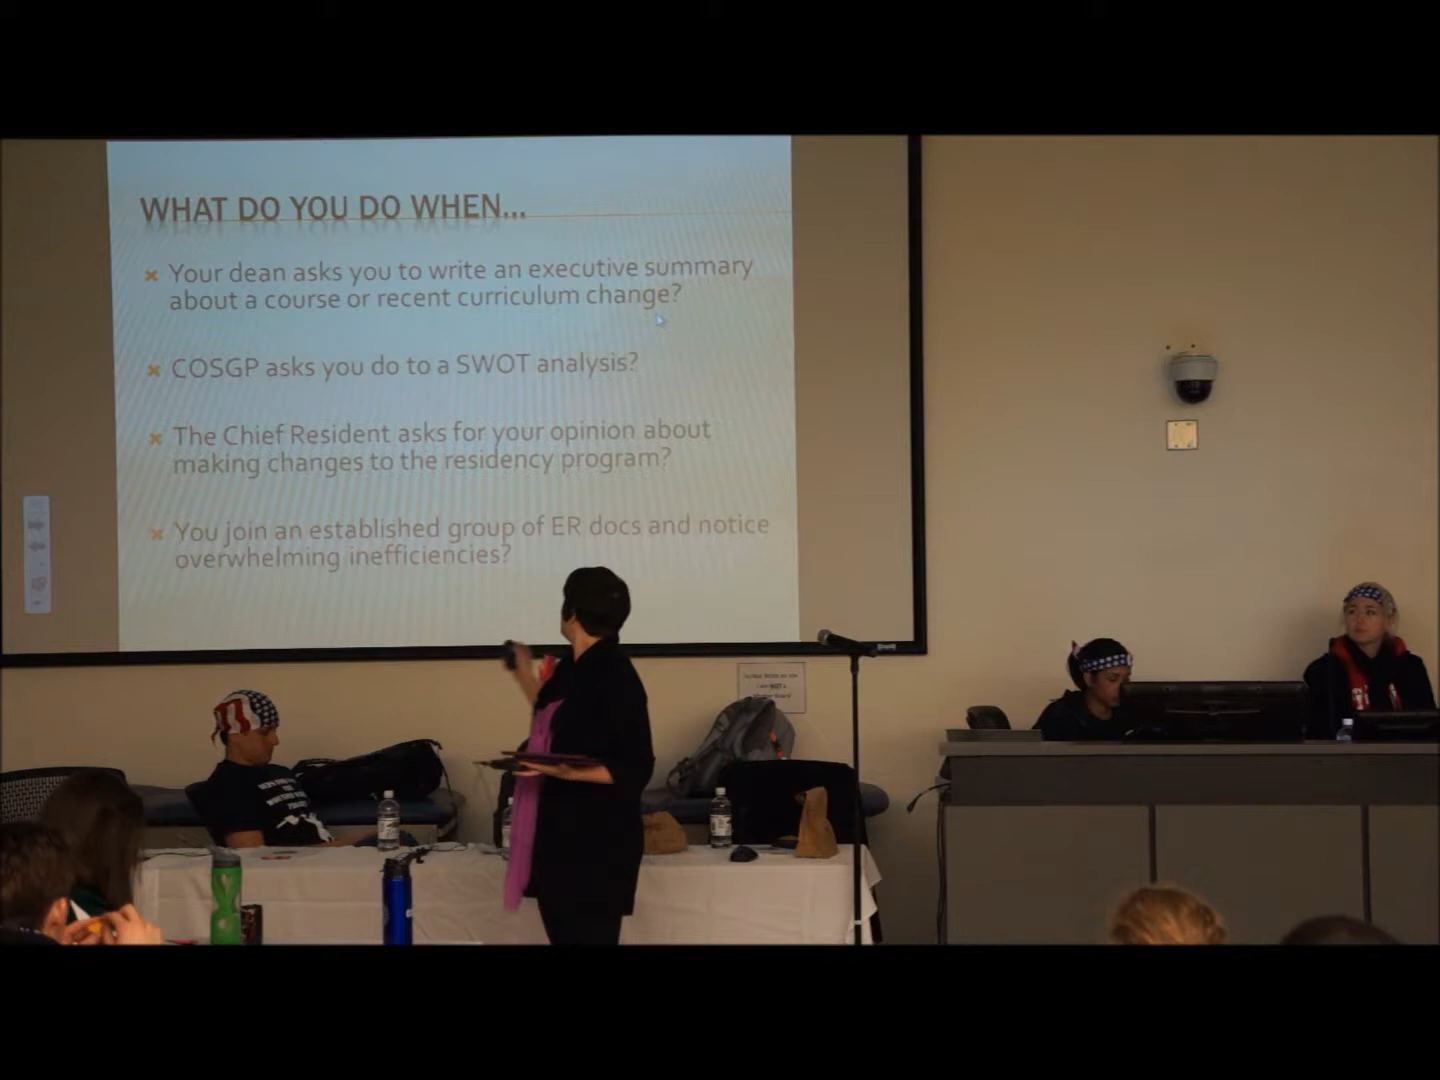 WHAT DO YOU DO WHEN...
Your dean asks you to write an executive summary
about a course or recent curriculum change?
COSGP asks you do to a SWOT analysis?
The Chief Resident asks for your opinion about
making changes to the residency program?
You join an established group of ER docs and notice
overwhelming inefficiencies?